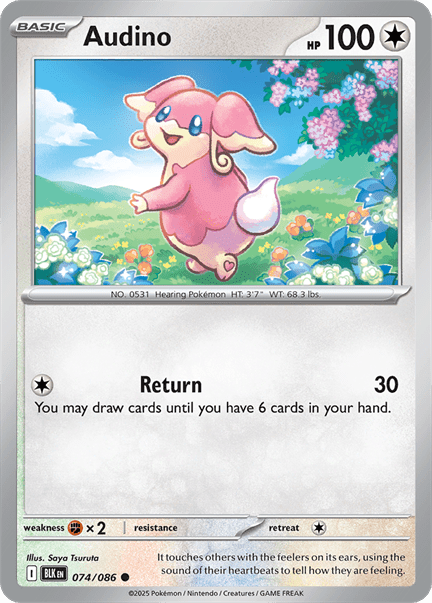 BASIC
Audino
HP 100
NO. 0531 Hearing Pokémon HT: 3'7" WT: 68.3 lbs.
Return 30
You may draw cards until you have 6 cards in your hand.
weakness ×2 resistance retreat
Illus. Saya Tsuruta
It touches others with the feelers on its ears, using the
sound of their heartbeats to tell how they are feeling.
I BLK EN 074/086
©2025 Pokémon / Nintendo / Creatures / GAME FREAK